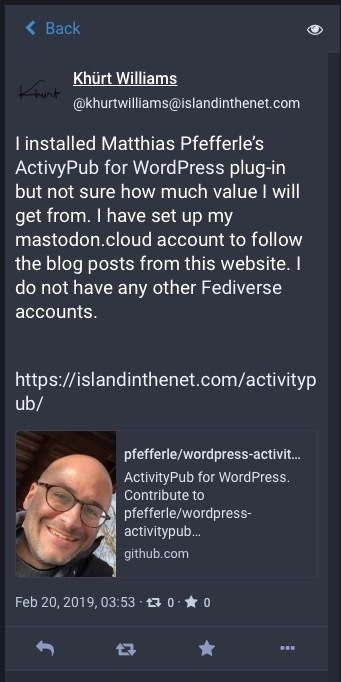 Back
Khürt
Khürt Williams
@khurtwilliams@islandinthenet.com
I installed Matthias Pfefferle’s
ActivyPub for WordPress plug-in
but not sure how much value I will
get from. I have set up my
mastodon.cloud account to follow
the blog posts from this website. I
do not have any other Fediverse
accounts.
https://islandinthenet.com/activityp
ub/
pfefferle/wordpress-activit...
ActivityPub for WordPress.
Contribute to
pfefferle/wordpress-
activitypub...
github.com
Feb 20, 2019, 03:53 · 0 · 0